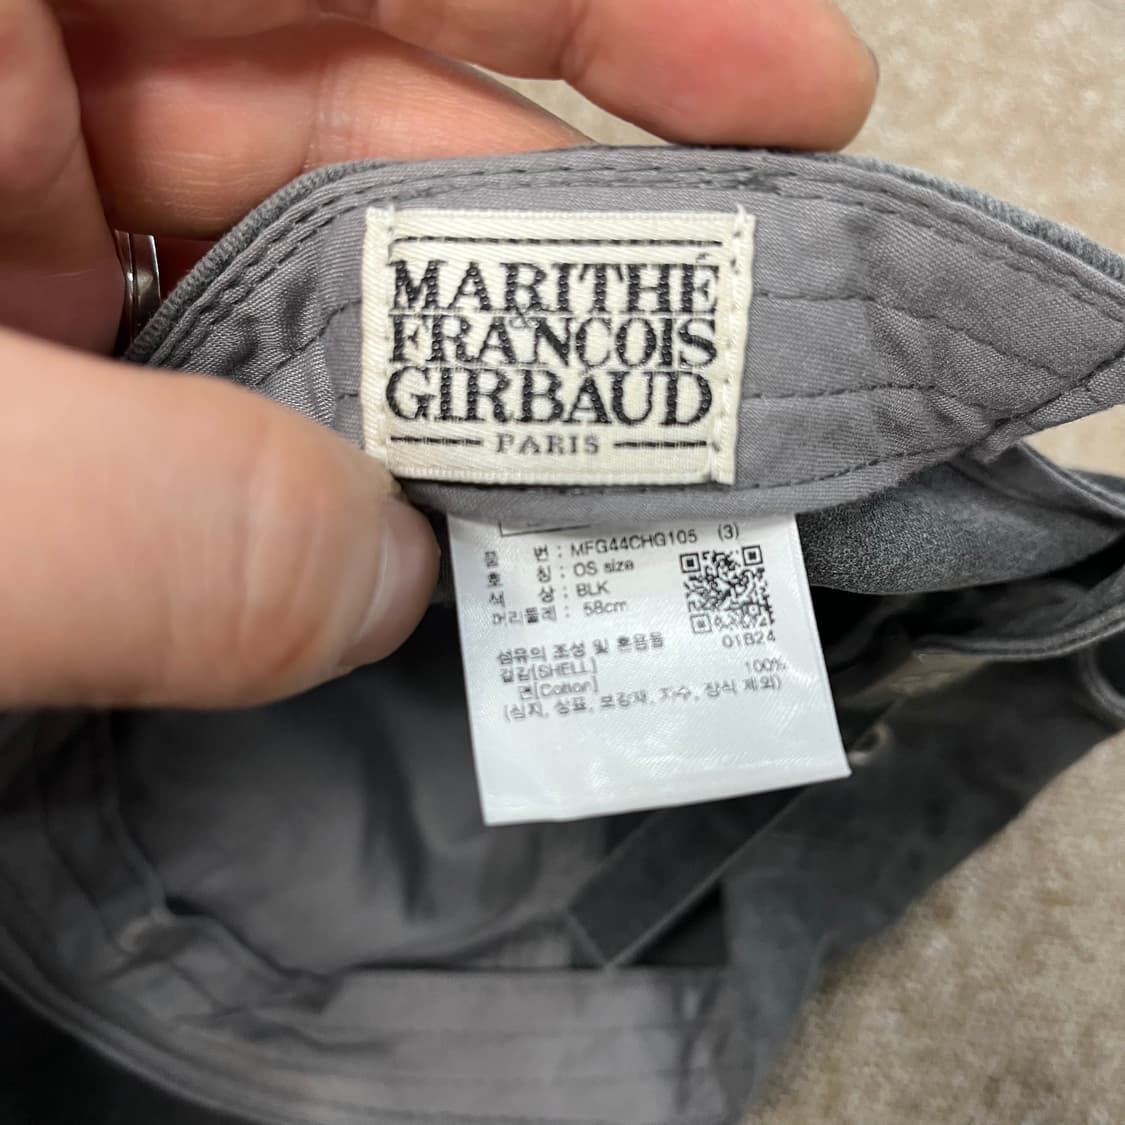 MARITHÉ
&
FRANCOIS
GIRBAUD
PARIS
품 번 : MFG44CHG105 (3)
호 칭 : OS size
색 상 : BLK
머리둘레 : 58cm
01B24
섬유의 조성 및 혼용율
겉감[SHELL]
면[Cotton] 100%
(심지, 상표, 보강재, 자수, 장식 제외)